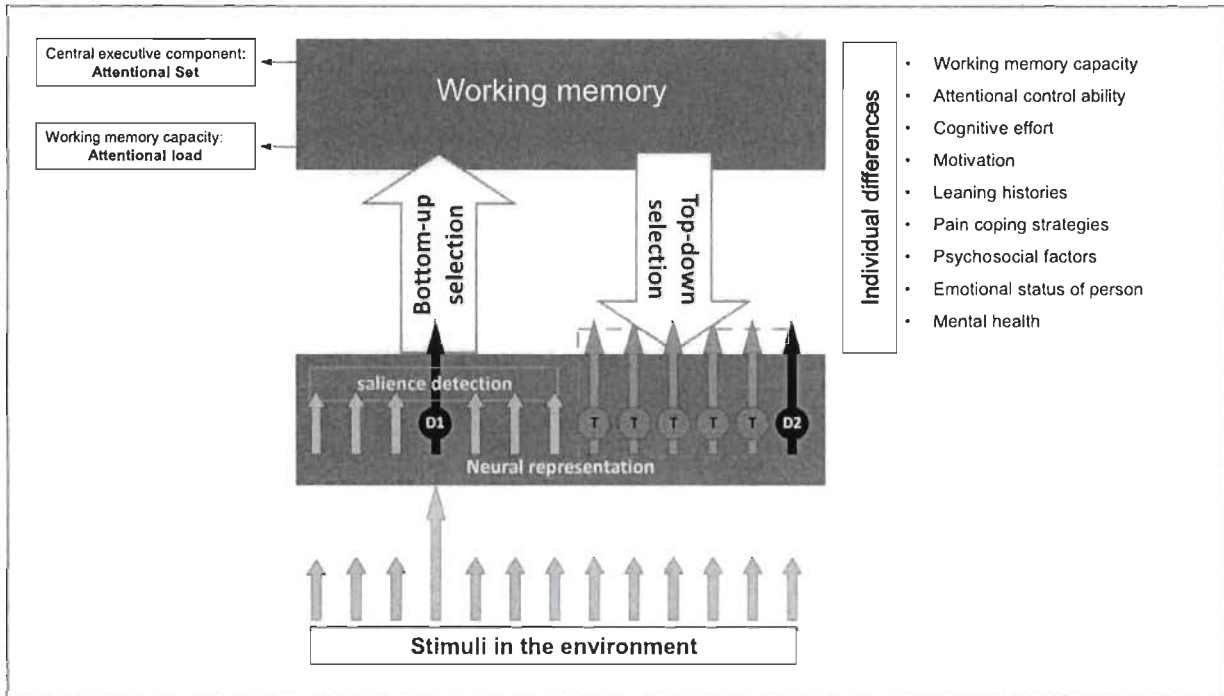 Central executive component:
Attentional Set
Working memory capacity:
Attentional load
Working memory
Bottom-up
selection
Top-down
selection
salience detection
D1
T
T
T
T
T
D2
Neural representation
Stimuli in the environment
Individual differences
• Working memory capacity
• Attentional control ability
• Cognitive effort
• Motivation
• Leaning histories
• Pain coping strategies
• Psychosocial factors
• Emotional status of person
• Mental health